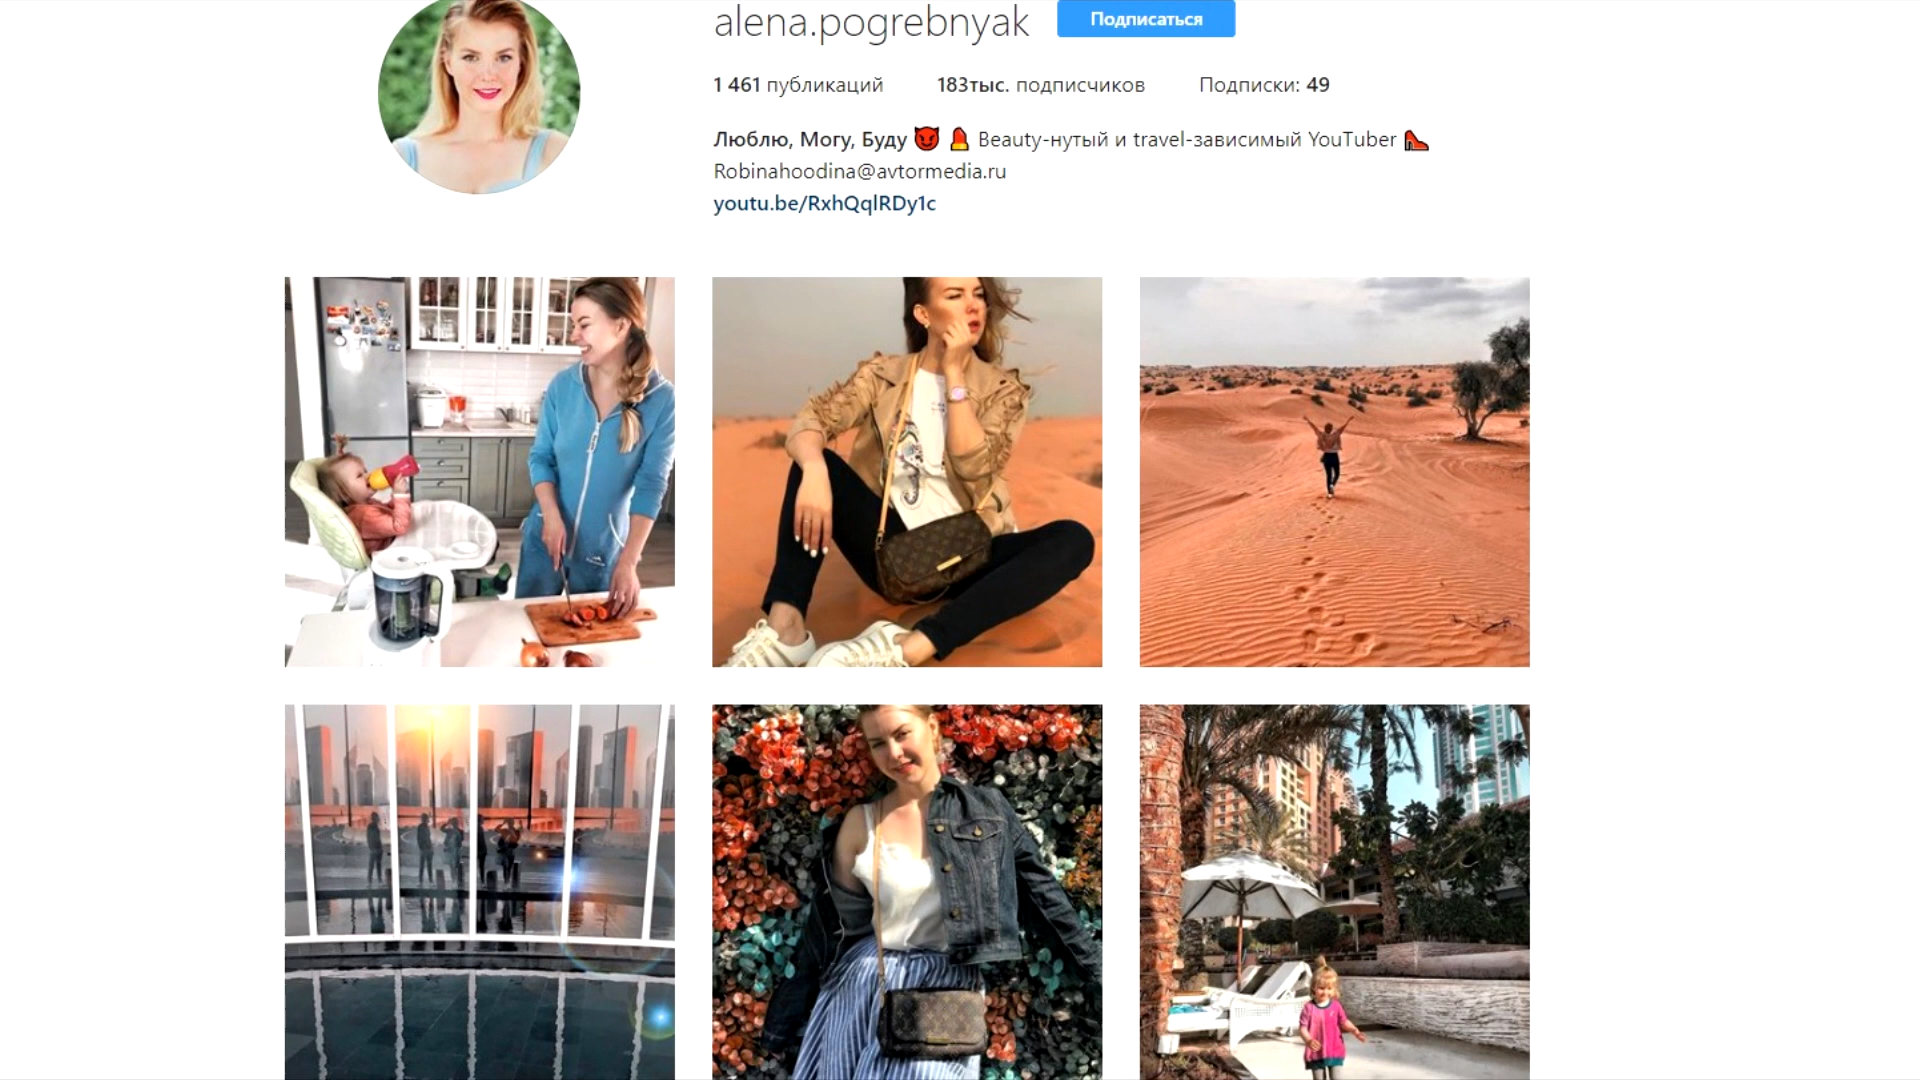 alena.pogrebnyak Подписаться
1 461 публикаций 183тыс. подписчиков Подписки: 49
Люблю, Могу, Буду 😈 💄 Beauty-нутый и travel-зависимый YouTuber 👠
Robinahoodina@avtormedia.ru
youtu.be/RxhQqlRDy1c